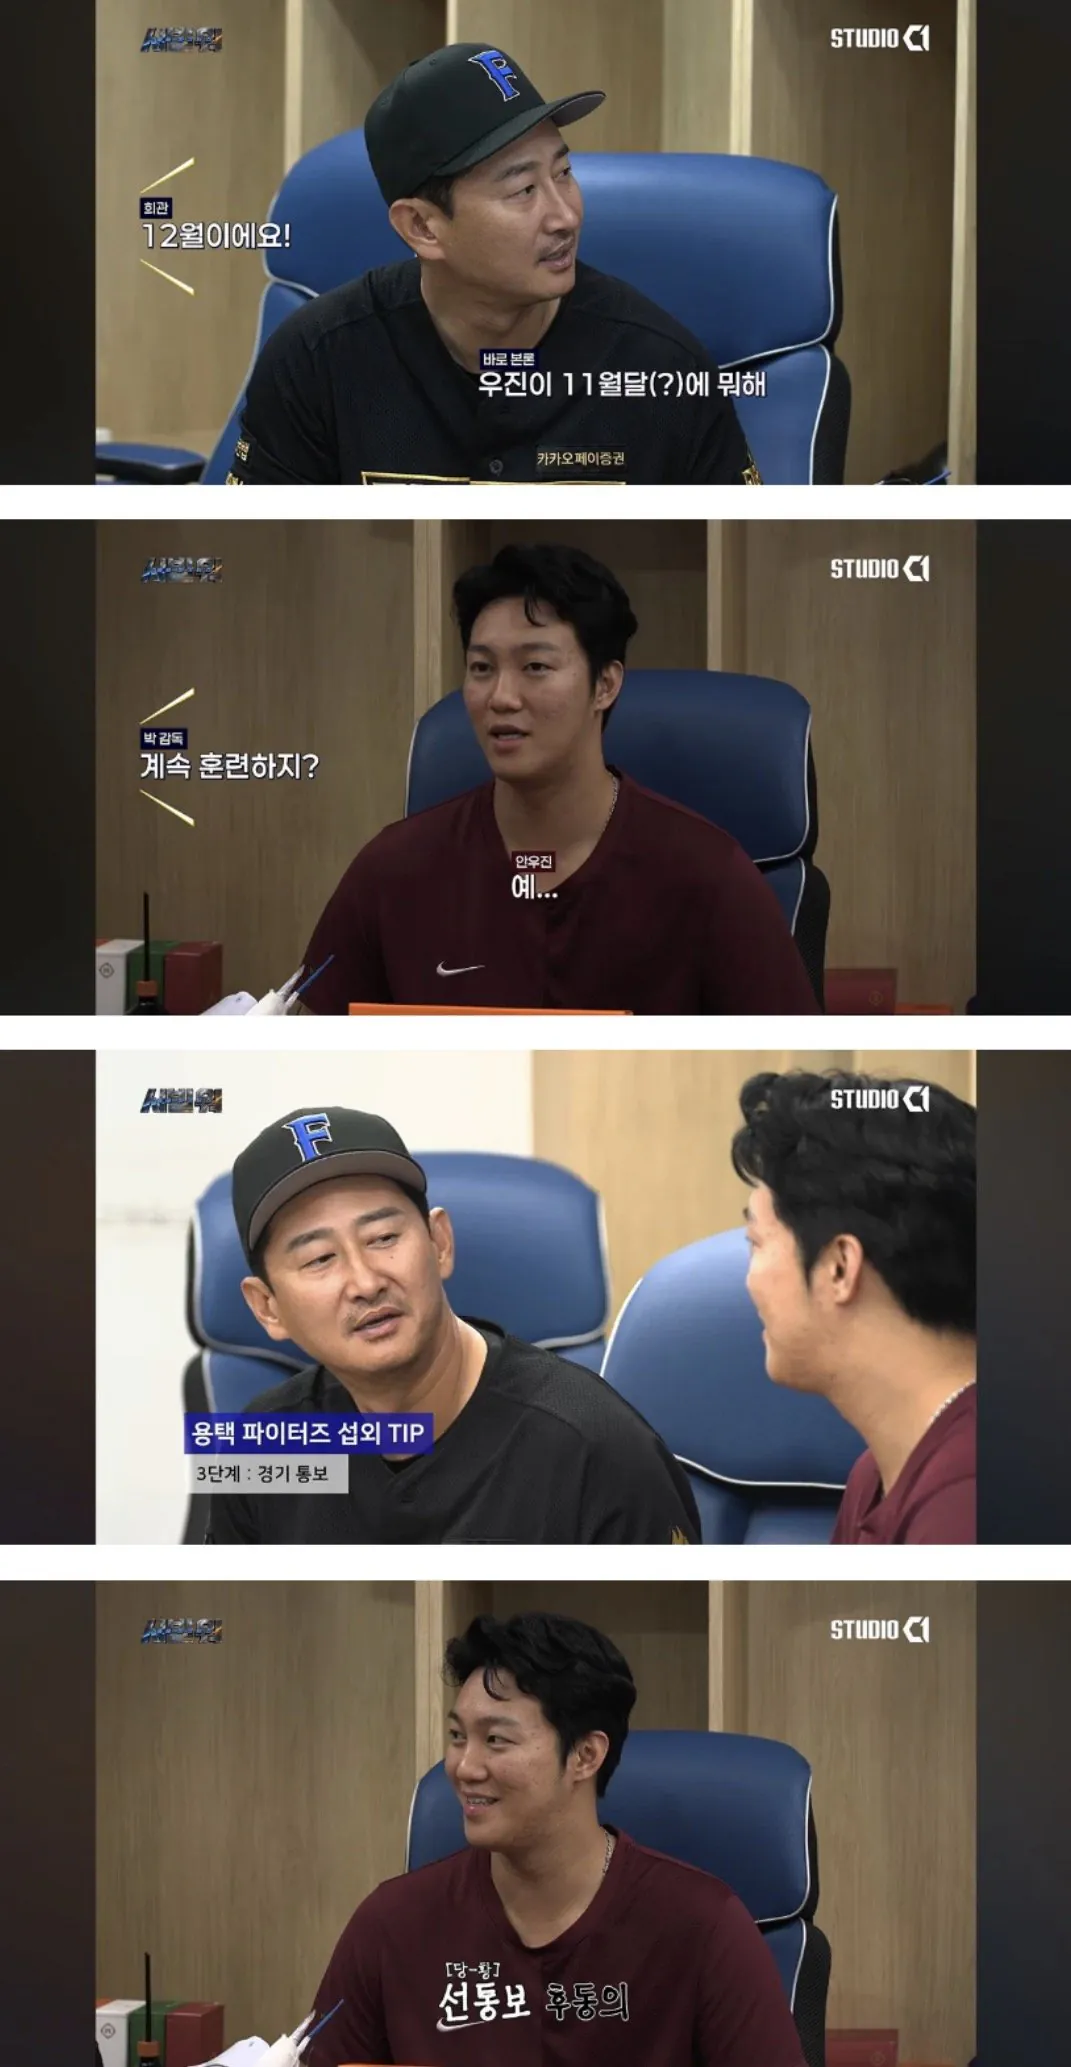 STUDIO C1
F
회관
12월이에요!
바로 본론
우진이 11월달(?)에 뭐해
카카오페이증권
STUDIO C1
박 감독
계속 훈련하지?
안우진
예...
STUDIO C1
F
용택 파이터즈 섭외 TIP
3단계 : 경기 통보
STUDIO C1
[당-황]
선통보 후동의